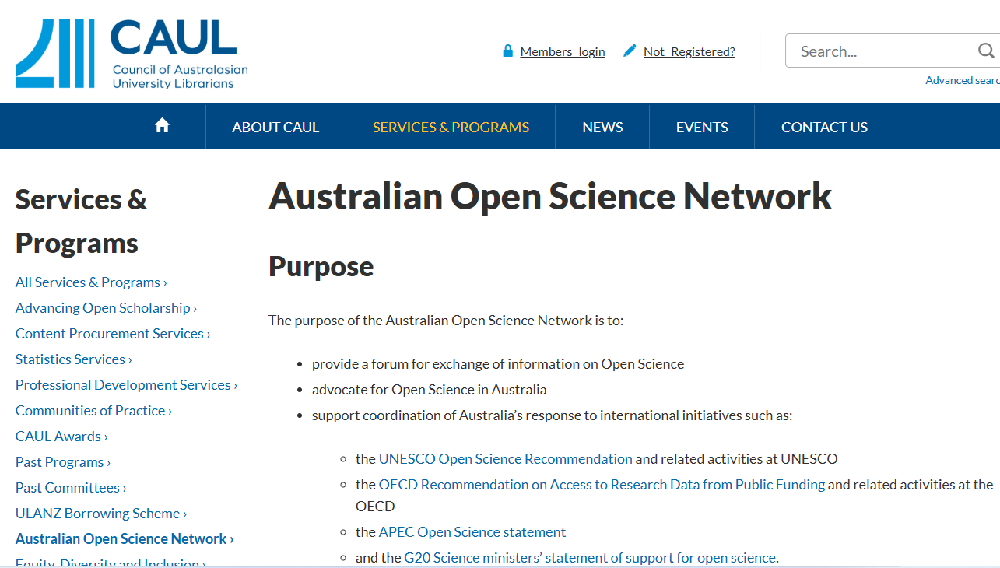 CAUL
Council of Australasian
University Librarians
Members login
Not Registered?
Search...
Advanced searc
ABOUT CAUL
SERVICES & PROGRAMS
NEWS
EVENTS
CONTACT US
Services &
Programs
All Services & Programs ›
Advancing Open Scholarship ›
Content Procurement Services ›
Statistics Services ›
Professional Development Services ›
Communities of Practice ›
CAUL Awards ›
Past Programs ›
Past Committees ›
ULANZ Borrowing Scheme ›
Australian Open Science Network ›
Equity, Diversity and Inclusion ›
Australian Open Science Network
Purpose
The purpose of the Australian Open Science Network is to:
• provide a forum for exchange of information on Open Science
• advocate for Open Science in Australia
• support coordination of Australia’s response to international initiatives such as:
◦ the UNESCO Open Science Recommendation and related activities at UNESCO
◦ the OECD Recommendation on Access to Research Data from Public Funding and related activities at the
OECD
◦ the APEC Open Science statement
◦ and the G20 Science ministers’ statement of support for open science.